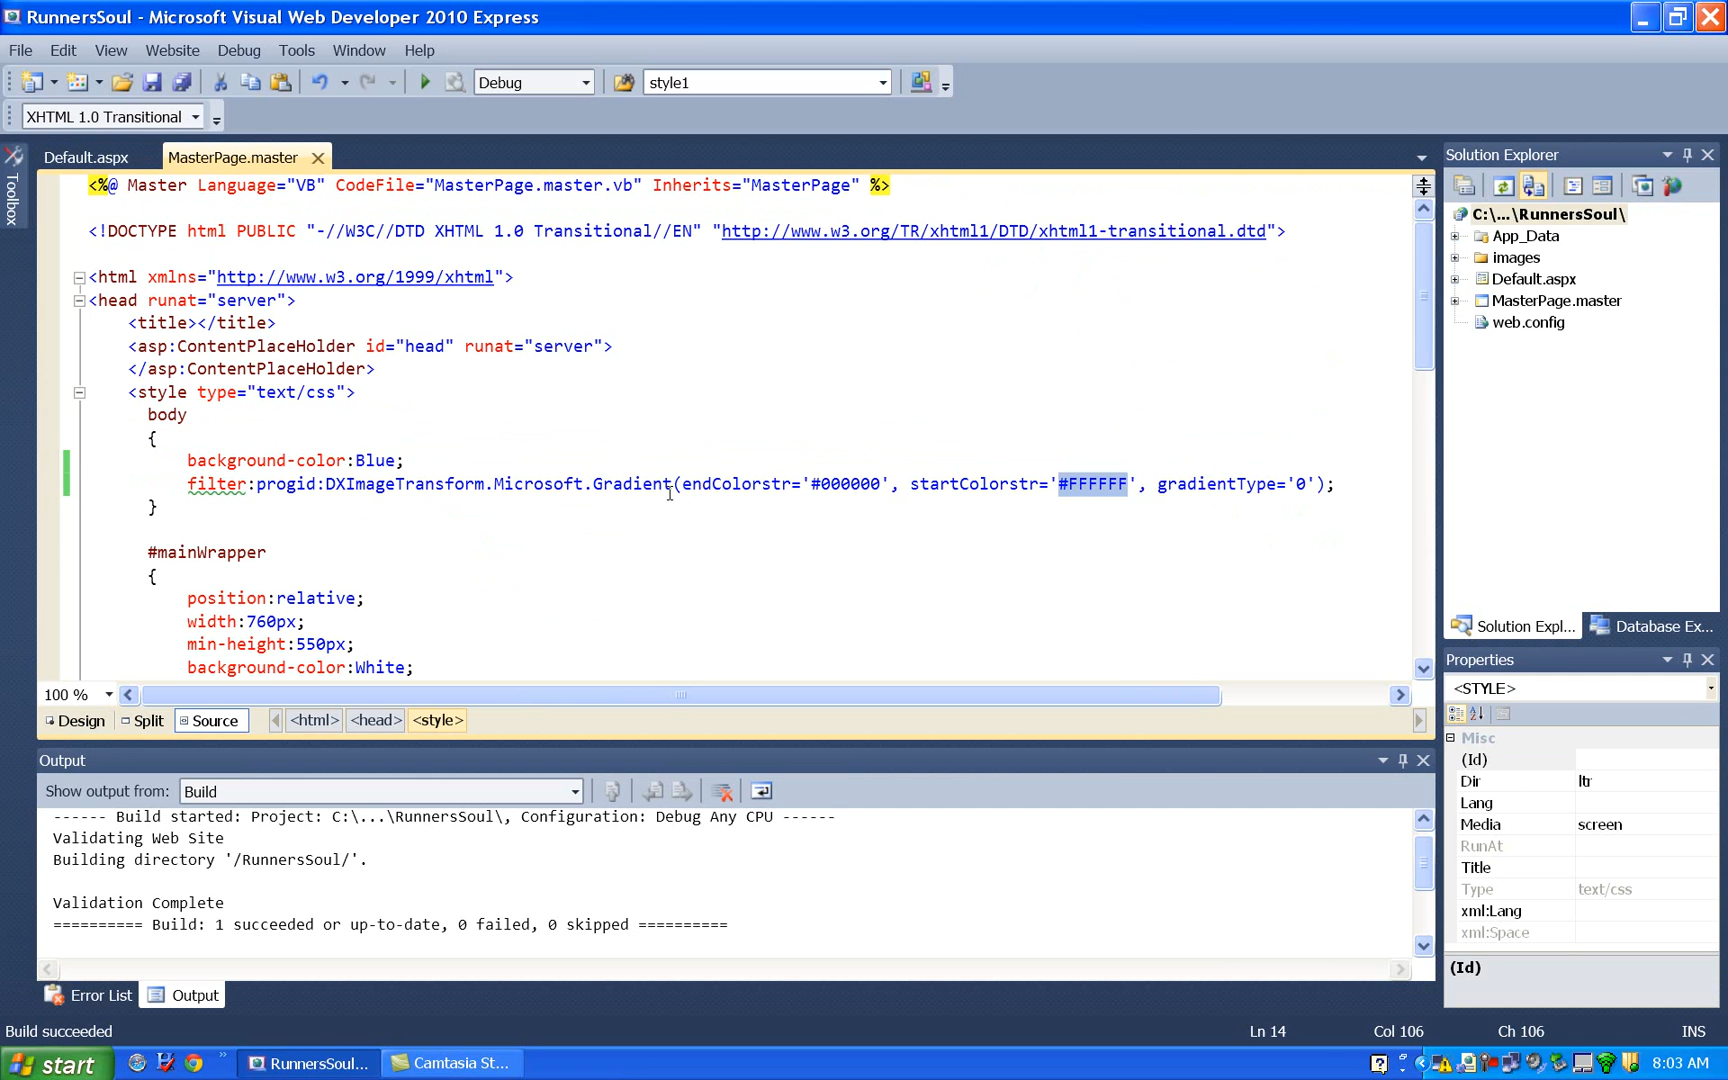 RunnersSoul - Microsoft Visual Web Developer 2010 Express
File Edit View Website Debug Tools Window Help
Debug style1
XHTML 1.0 Transitional
Toolbox
Default.aspx MasterPage.master
<%@ Master Language="VB" CodeFile="MasterPage.master.vb" Inherits="MasterPage" %>
<!DOCTYPE html PUBLIC "-//W3C//DTD XHTML 1.0 Transitional//EN" "http://www.w3.org/TR/xhtml1/DTD/xhtml1-transitional.dtd">
<html xmlns="http://www.w3.org/1999/xhtml">
<head runat="server">
<title></title>
<asp:ContentPlaceHolder id="head" runat="server">
</asp:ContentPlaceHolder>
<style type="text/css">
body
{
background-color:Blue;
filter:progid:DXImageTransform.Microsoft.Gradient(endColorstr='#000000', startColorstr='#FFFFFF', gradientType='0');
}
#mainWrapper
{
position:relative;
width:760px;
min-height:550px;
background-color:White;
100 %
Design Split Source <html> <head> <style>
Output
Show output from: Build
------ Build started: Project: C:\...\RunnersSoul\, Configuration: Debug Any CPU ------
Validating Web Site
Building directory '/RunnersSoul/'.
Validation Complete
========== Build: 1 succeeded or up-to-date, 0 failed, 0 skipped ==========
Error List Output
Solution Explorer
C:\...\RunnersSoul\
App_Data
images
Default.aspx
MasterPage.master
web.config
Solution Expl... Database Ex...
Properties
<STYLE>
Misc
(Id)
Dir ltr
Lang
Media screen
RunAt
Title
Type text/css
xml:Lang
xml:Space
(Id)
Build succeeded Ln 14 Col 106 Ch 106 INS
start RunnersSoul... Camtasia St... 8:03 AM